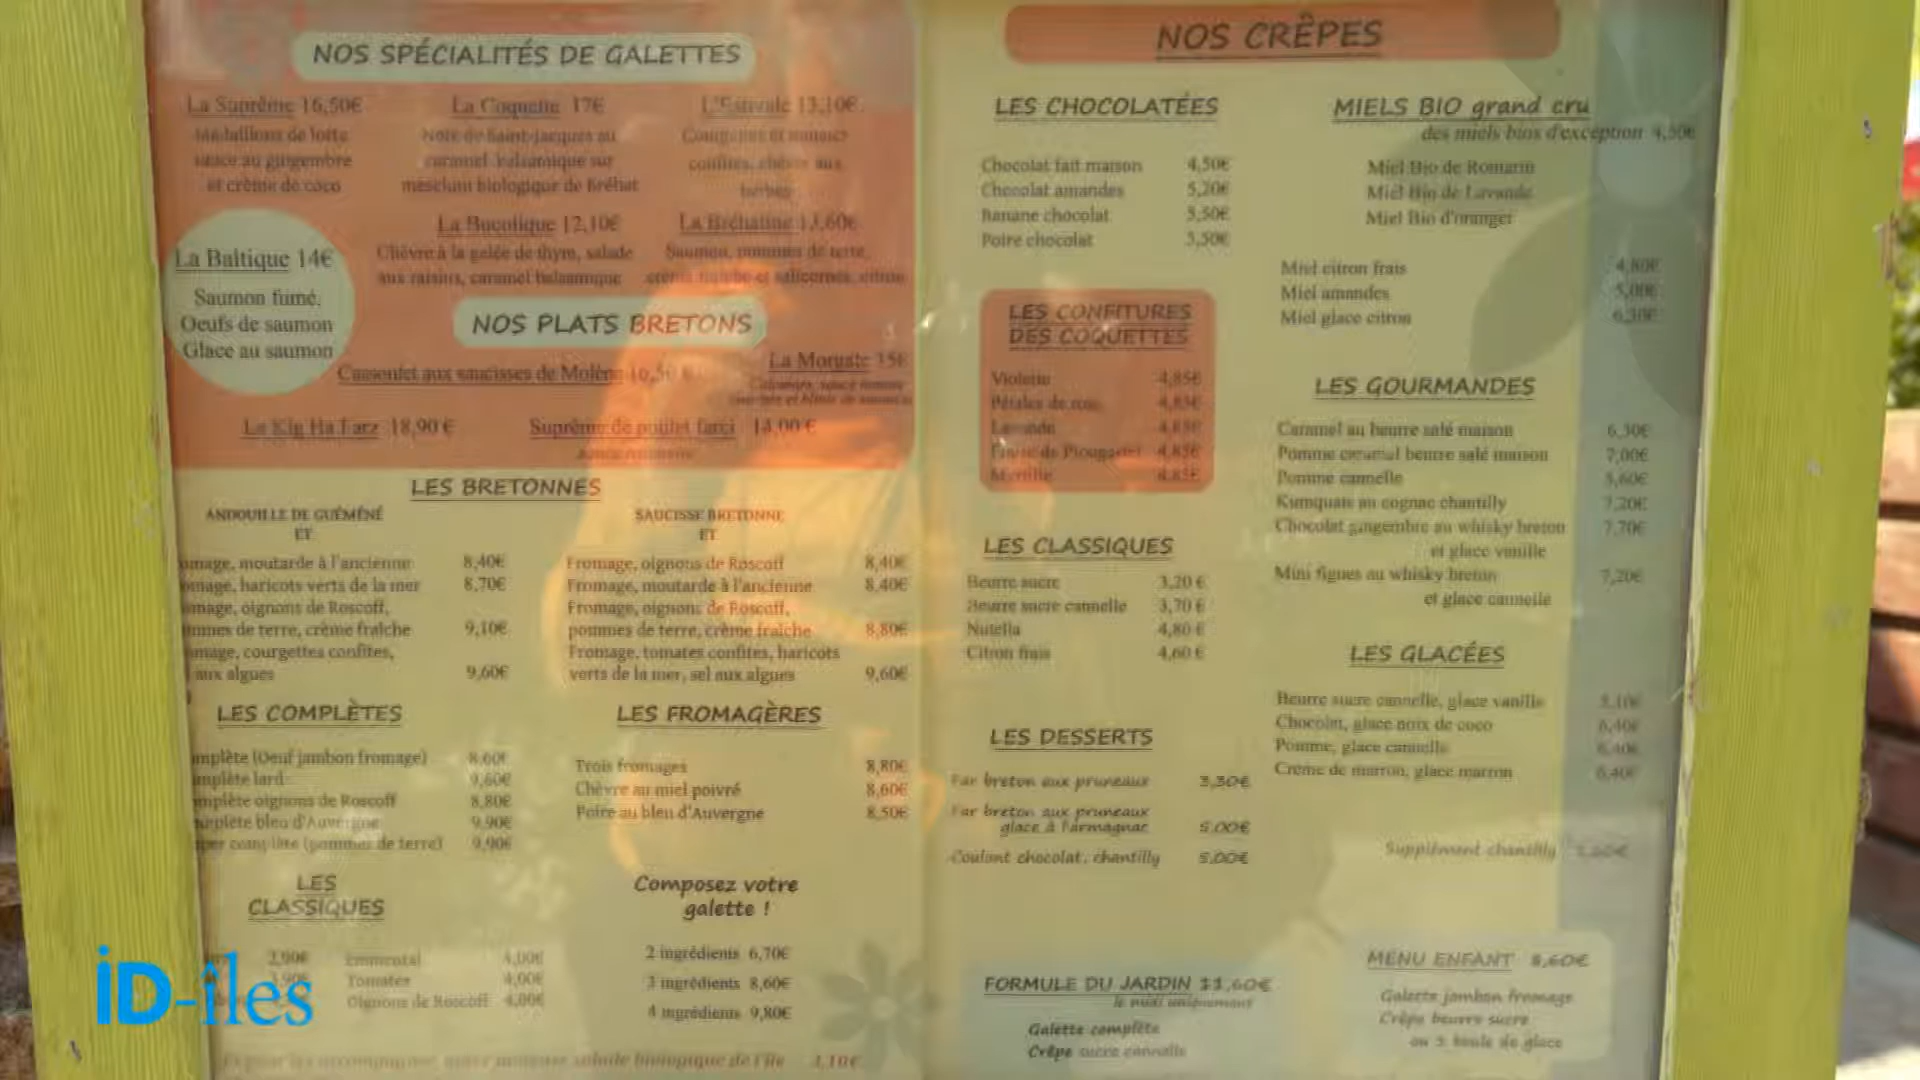 NOS SPÉCIALITÉS DE GALETTES
La Suprême 16,50€
Médaillons de lotte
sauce au gingembre
et crème de coco
La Coquette 17€
Noix de Saint-Jacques au
caramel balsamique sur
mesclun biologique de Bréhat
L'Estivale 13,10€
confites, chèvre aux
herbes
La Baltique 14€
Saumon fumé,
Oeufs de saumon
Glace au saumon
La Bucolique 12,10€
Chèvre à la gelée de thym, salade
aux raisins, caramel balsamique
La Bréhatine 13,60€
Saumon, pommes de terre,
crème fraîche et salicornes, citron
NOS PLATS BRETONS
Cassoulet aux saucisses de Molène 16,50 €
La Morgate 15€
Le Kig Ha Farz 18,90 €
Suprême de poulet farci 14,00 €
LES BRETONNES
ANDOUILLE DE GUÉMÉNÉ
ET
omage, moutarde à l'ancienne 8,40€
omage, haricots verts de la mer 8,70€
omage, oignons de Roscoff,
mmes de terre, crème fraîche 9,10€
omage, courgettes confites,
aux algues 9,60€
SAUCISSE BRETONNE
ET
Fromage, oignons de Roscoff 8,40€
Fromage, moutarde à l'ancienne 8,40€
Fromage, oignons de Roscoff,
pommes de terre, crème fraîche 8,80€
Fromage, tomates confites, haricots
verts de la mer, sel aux algues 9,60€
LES COMPLÈTES
mplète (Oeuf jambon fromage) 8,60€
mplète lard 9,60€
mplète oignons de Roscoff 8,80€
mplète bleu d'Auvergne 9,90€
per complète (pommes de terre) 9,90€
LES FROMAGÈRES
Trois fromages 8,80€
Chèvre au miel poivré 8,60€
Poire au bleu d'Auvergne 8,50€
LES
CLASSIQUES
3,90€
3,90€
Emmental 4,00€
Tomates 4,00€
Oignons de Roscoff 4,00€
Composez votre
galette !
2 ingrédients 6,70€
3 ingrédients 8,60€
4 ingrédients 9,80€
salade biologique de l'île 3,10€
NOS CRÊPES
LES CHOCOLATÉES
Chocolat fait maison 4,50€
Chocolat amandes 5,20€
Banane chocolat 5,50€
Poire chocolat 5,50€
LES CONFITURES
DES COQUETTES
Violette 4,85€
Pétales de rose 4,85€
Lavande 4,85€
Fraise de Plougastel 4,85€
Myrtille 4,85€
LES CLASSIQUES
Beurre sucre 3,20 €
Beurre sucre cannelle 3,70 €
Nutella 4,80 €
Citron frais 4,60 €
LES DESSERTS
Far breton aux pruneaux 3,30€
Far breton aux pruneaux
glace à l'armagnac 5,00€
Coulant chocolat, chantilly 5,00€
FORMULE DU JARDIN 11,60€
le midi uniquement
Galette complète
Crêpe sucre cannelle
MIELS BIO grand cru
des miels bios d'exception 4,50€
Miel Bio de Romarin
Miel Bio de Lavande
Miel Bio d'oranger
Miel citron frais 4,80€
Miel amandes 5,00€
Miel glace citron 6,30€
LES GOURMANDES
Caramel au beurre salé maison 6,30€
Pomme caramel beurre salé maison 7,00€
Pomme cannelle 5,60€
Kumquats au cognac chantilly 7,20€
Chocolat gingembre au whisky breton 7,70€
et glace vanille
Mini figues au whisky breton 7,20€
et glace cannelle
LES GLACÉES
Beurre sucre cannelle, glace vanille 5,10€
Chocolat, glace noix de coco 6,40€
Pomme, glace cannelle 6,40€
Crème de marron, glace marron 6,40€
Supplément chantilly
MENU ENFANT 8,60€
Galette jambon fromage
Crêpe beurre sucre
ou 1 boule de glace
iD-îles